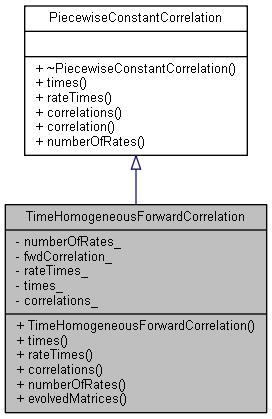 PiecewiseConstantCorrelation
+ ~PiecewiseConstantCorrelation()
+ times()
+ rateTimes()
+ correlations()
+ correlation()
+ numberOfRates()
TimeHomogeneousForwardCorrelation
- numberOfRates_
- fwdCorrelation_
- rateTimes_
- times_
- correlations_
+ TimeHomogeneousForwardCorrelation()
+ times()
+ rateTimes()
+ correlations()
+ numberOfRates()
+ evolvedMatrices()